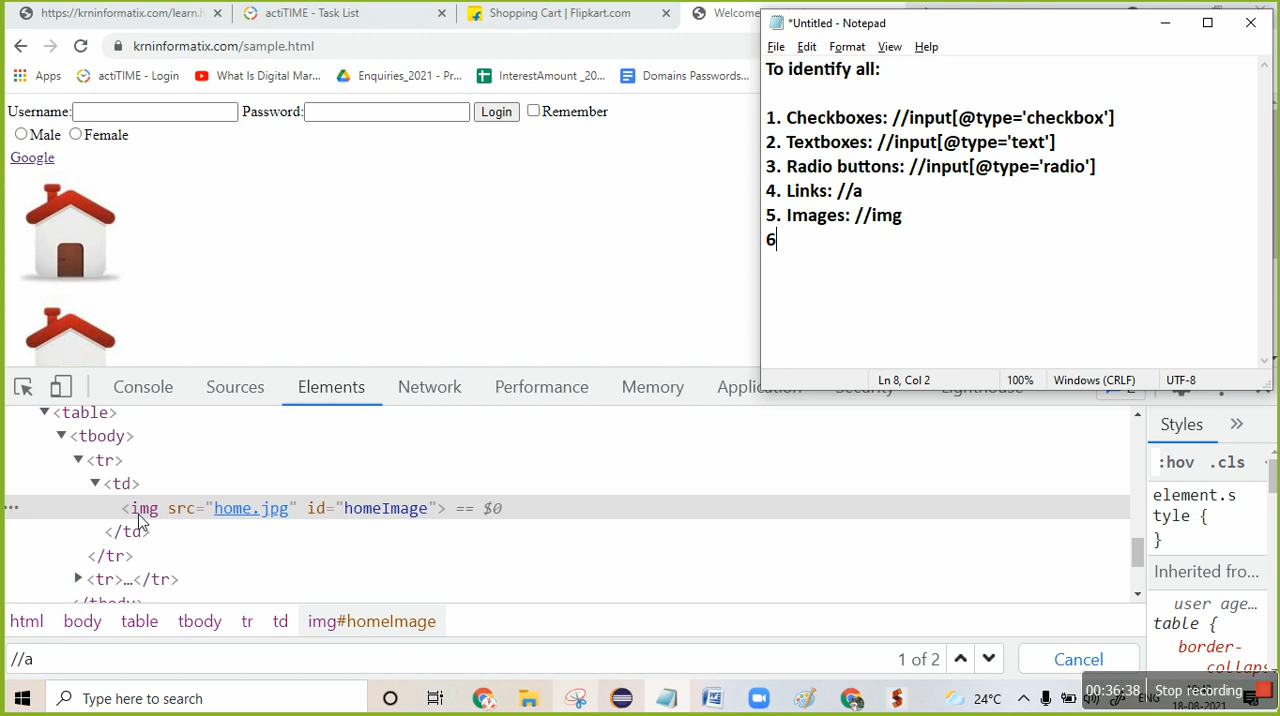 https://krninformatix.com/learn.h
actiTIME - Task List
Shopping Cart | Flipkart.com
Welcome
krninformatix.com/sample.html
Apps
actiTIME - Login
What Is Digital Mar...
Enquiries_2021 - Pr...
InterestAmount _20...
Domains Passwords...
Username:
Password:
Login
Remember
Male
Female
Google
*Untitled - Notepad
File Edit Format View Help
To identify all:
1. Checkboxes: //input[@type='checkbox']
2. Textboxes: //input[@type='text']
3. Radio buttons: //input[@type='radio']
4. Links: //a
5. Images: //img
6
Ln 8, Col 2
100%
Windows (CRLF)
UTF-8
Console
Sources
Elements
Network
Performance
Memory
<table>
<tbody>
<tr>
<td>
<img src="home.jpg" id="homeImage"> == $0
</td>
</tr>
<tr>…</tr>
html body table tbody tr td img#homeImage
//a
1 of 2
Cancel
Styles
:hov .cls
element.s
tyle {
}
Inherited fro...
user age…
table {
border-
Type here to search
24°C
ENG
18-08-2021
00:36:38
Stop recording